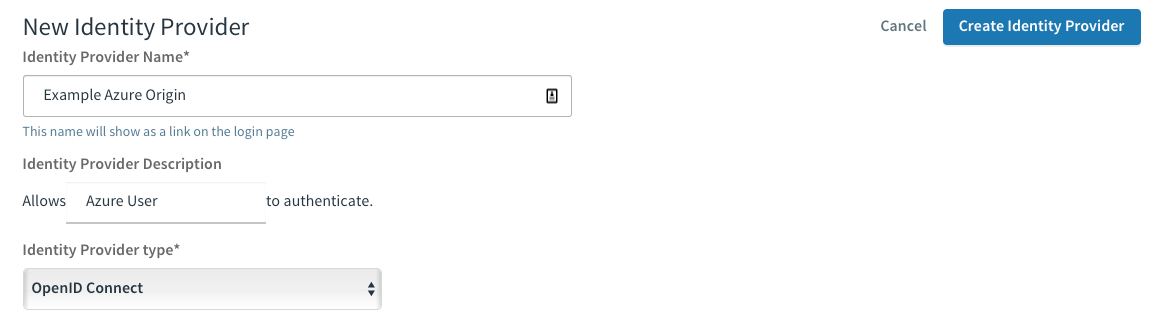 New Identity Provider
Cancel
Create Identity Provider
Identity Provider Name*
Example Azure Origin
This name will show as a link on the login page
Identity Provider Description
Allows Azure User to authenticate.
Identity Provider type*
OpenID Connect